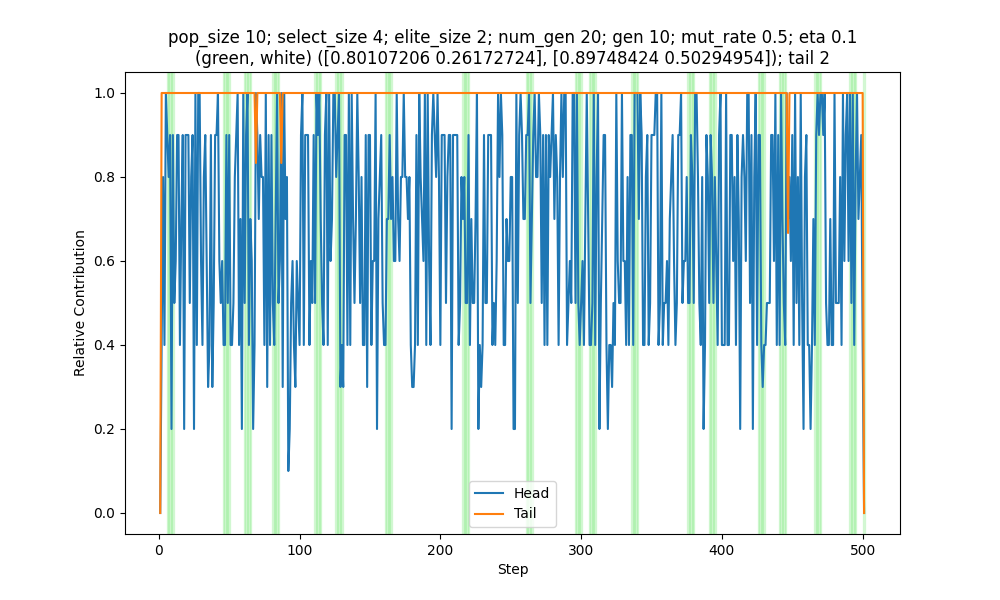 pop_size 10; select_size 4; elite_size 2; num_gen 20; gen 10; mut_rate 0.5; eta 0.1
(green, white) ([0.80107206 0.26172724], [0.89748424 0.50294954]); tail 2
1.0
0.8
0.6
0.4
0.2
0.0
Relative Contribution
Head
Tail
0
100
200
300
400
500
Step